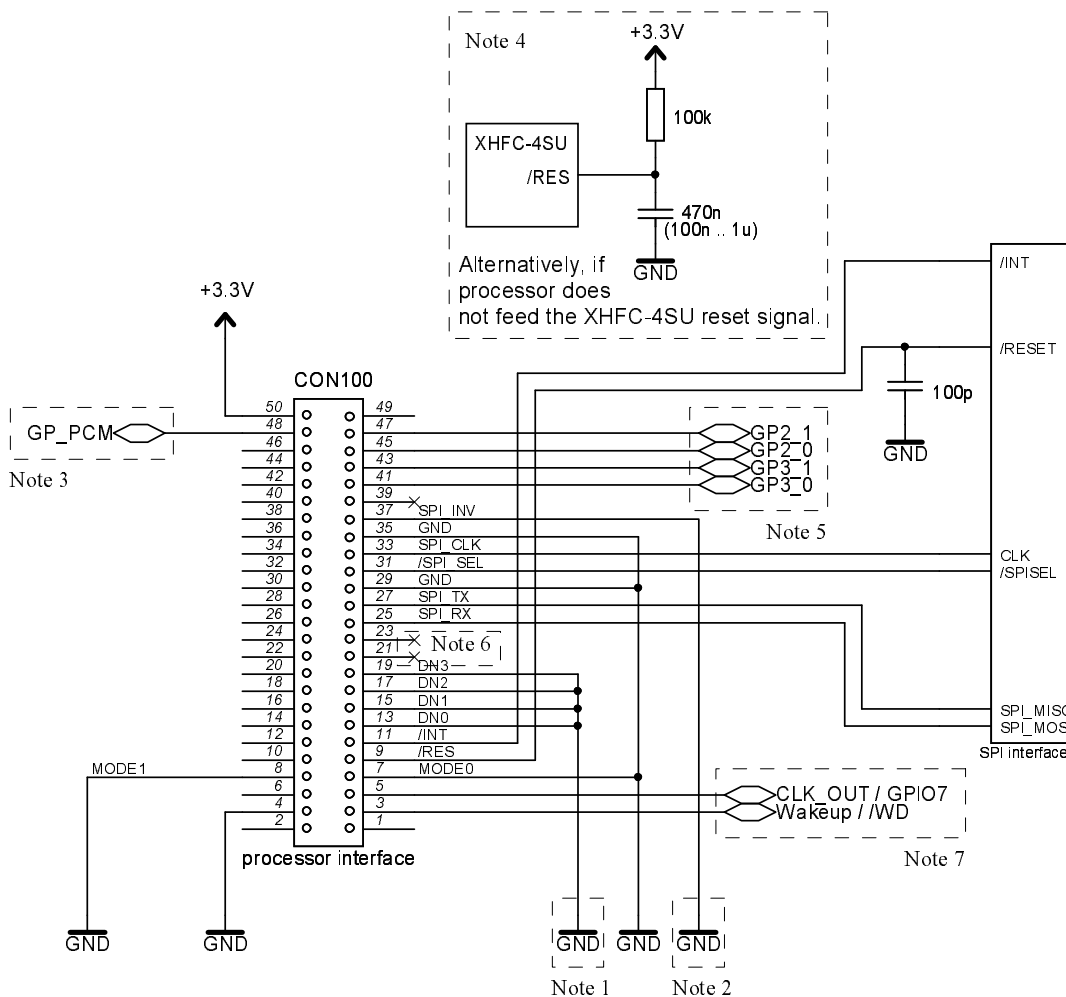 Note 4
+3.3V
100k
XHFC-4SU
/RES
470n
(100n .. 1u)
GND
Alternatively, if
processor does
not feed the XHFC-4SU reset signal.
/INT
+3.3V
/RESET
100p
GND
CON100
GP_PCM
Note 3
50 49
48 47 GP2_1
46 45 GP2_0
44 43 GP3_1
42 41 GP3_0
40 39
38 37 SPI_INV
Note 5
36 35 GND
34 33 SPI_CLK CLK
32 31 /SPI_SEL /SPISEL
30 29 GND
28 27 SPI_TX
26 25 SPI_RX
24 23
Note 6
22 21
20 19 DN3
18 17 DN2
16 15 DN1 SPI_MISO
14 13 DN0 SPI_MOS
12 11 /INT
SPI interface
10 9 /RES
MODE1 8 7 MODE0
6 5 CLK_OUT / GPIO7
4 3 Wakeup / /WD
2 1
Note 7
processor interface
GND GND GND GND GND
Note 1 Note 2